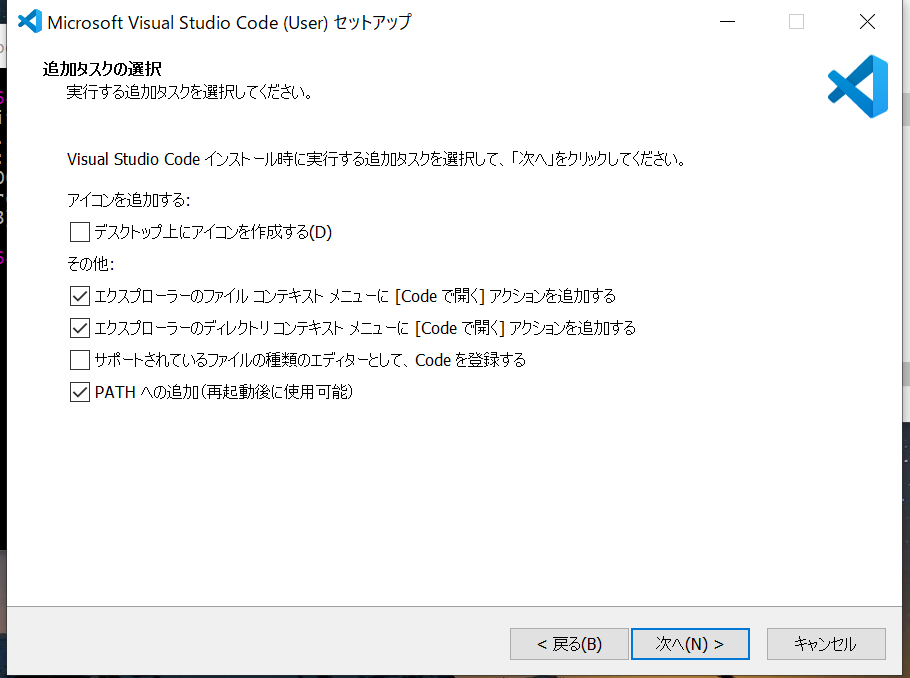 Microsoft Visual Studio Code (User) セットアップ
追加タスクの選択
実行する追加タスクを選択してください。
Visual Studio Code インストール時に実行する追加タスクを選択して、「次へ」をクリックしてください。
アイコンを追加する:
デスクトップ上にアイコンを作成する(D)
その他:
エクスプローラーのファイル コンテキスト メニューに [Code で開く] アクションを追加する
エクスプローラーのディレクトリ コンテキスト メニューに [Code で開く] アクションを追加する
サポートされているファイルの種類のエディターとして、Code を登録する
PATH への追加（再起動後に使用可能）
< 戻る(B)
次へ(N) >
キャンセル